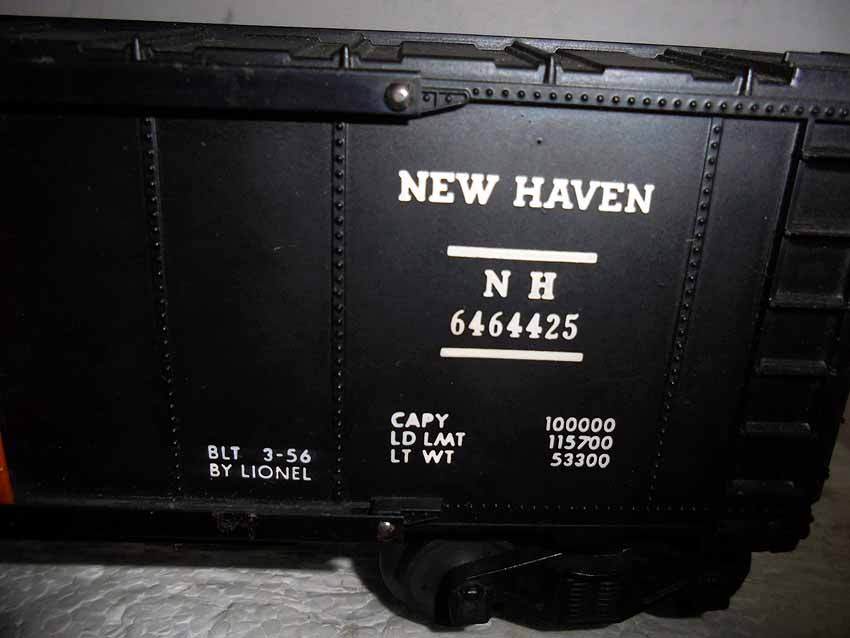 NEW HAVEN
N H
6464425
CAPY 100000
LD LMT 115700
LT WT 53300
BLT 3-56
BY LIONEL